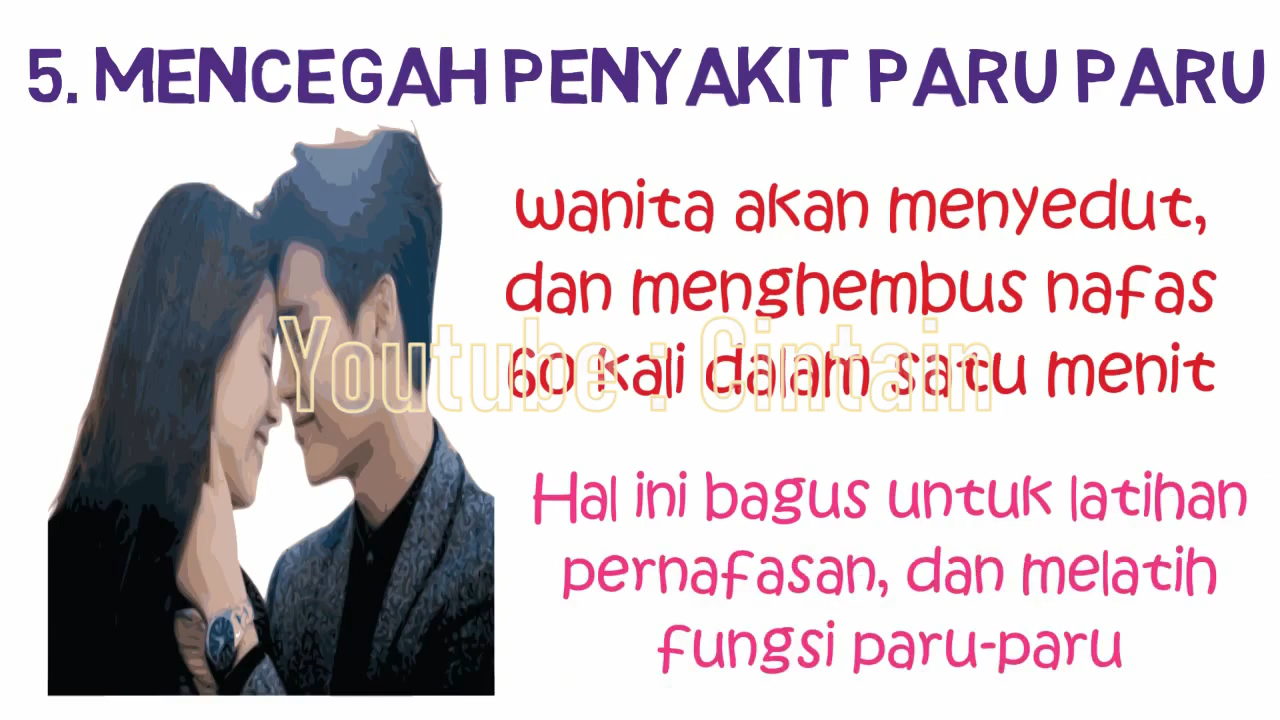 5. MENCEGAH PENYAKIT PARU PARU
wanita akan menyedut,
dan menghembus nafas
60 kali dalam satu menit
Youtube : Cintain
Hal ini bagus untuk latihan
pernafasan, dan melatih
fungsi paru-paru